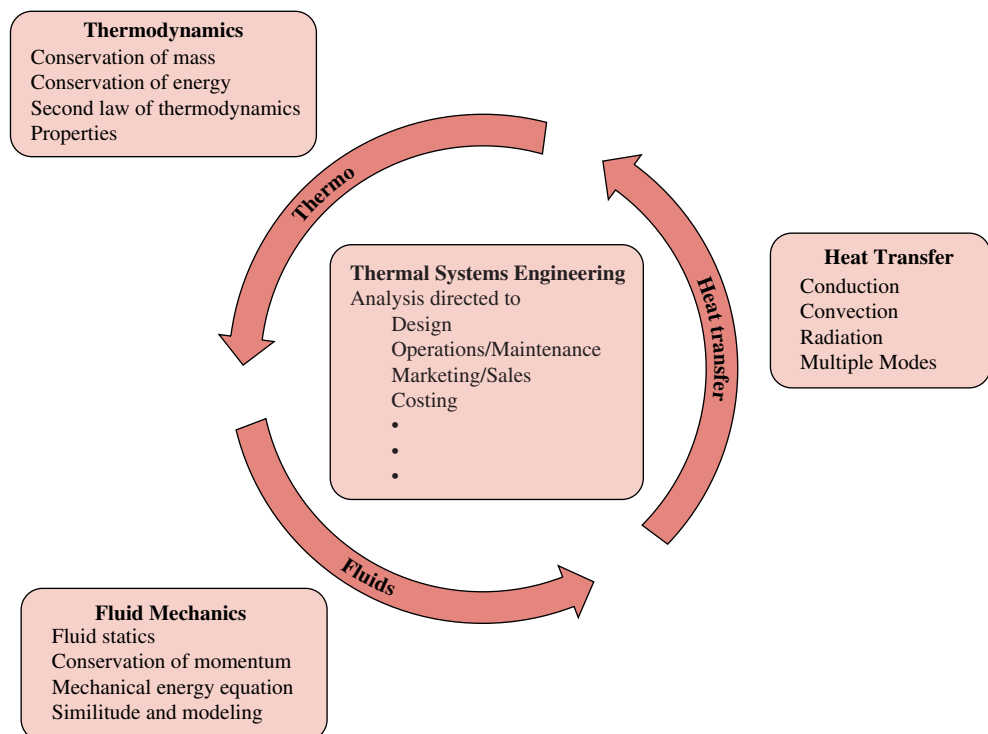 Thermodynamics
Conservation of mass
Conservation of energy
Second law of thermodynamics
Properties
Thermo
Thermal Systems Engineering
Analysis directed to
Design
Operations/Maintenance
Marketing/Sales
Costing
•
•
•
Heat transfer
Heat Transfer
Conduction
Convection
Radiation
Multiple Modes
Fluids
Fluid Mechanics
Fluid statics
Conservation of momentum
Mechanical energy equation
Similitude and modeling